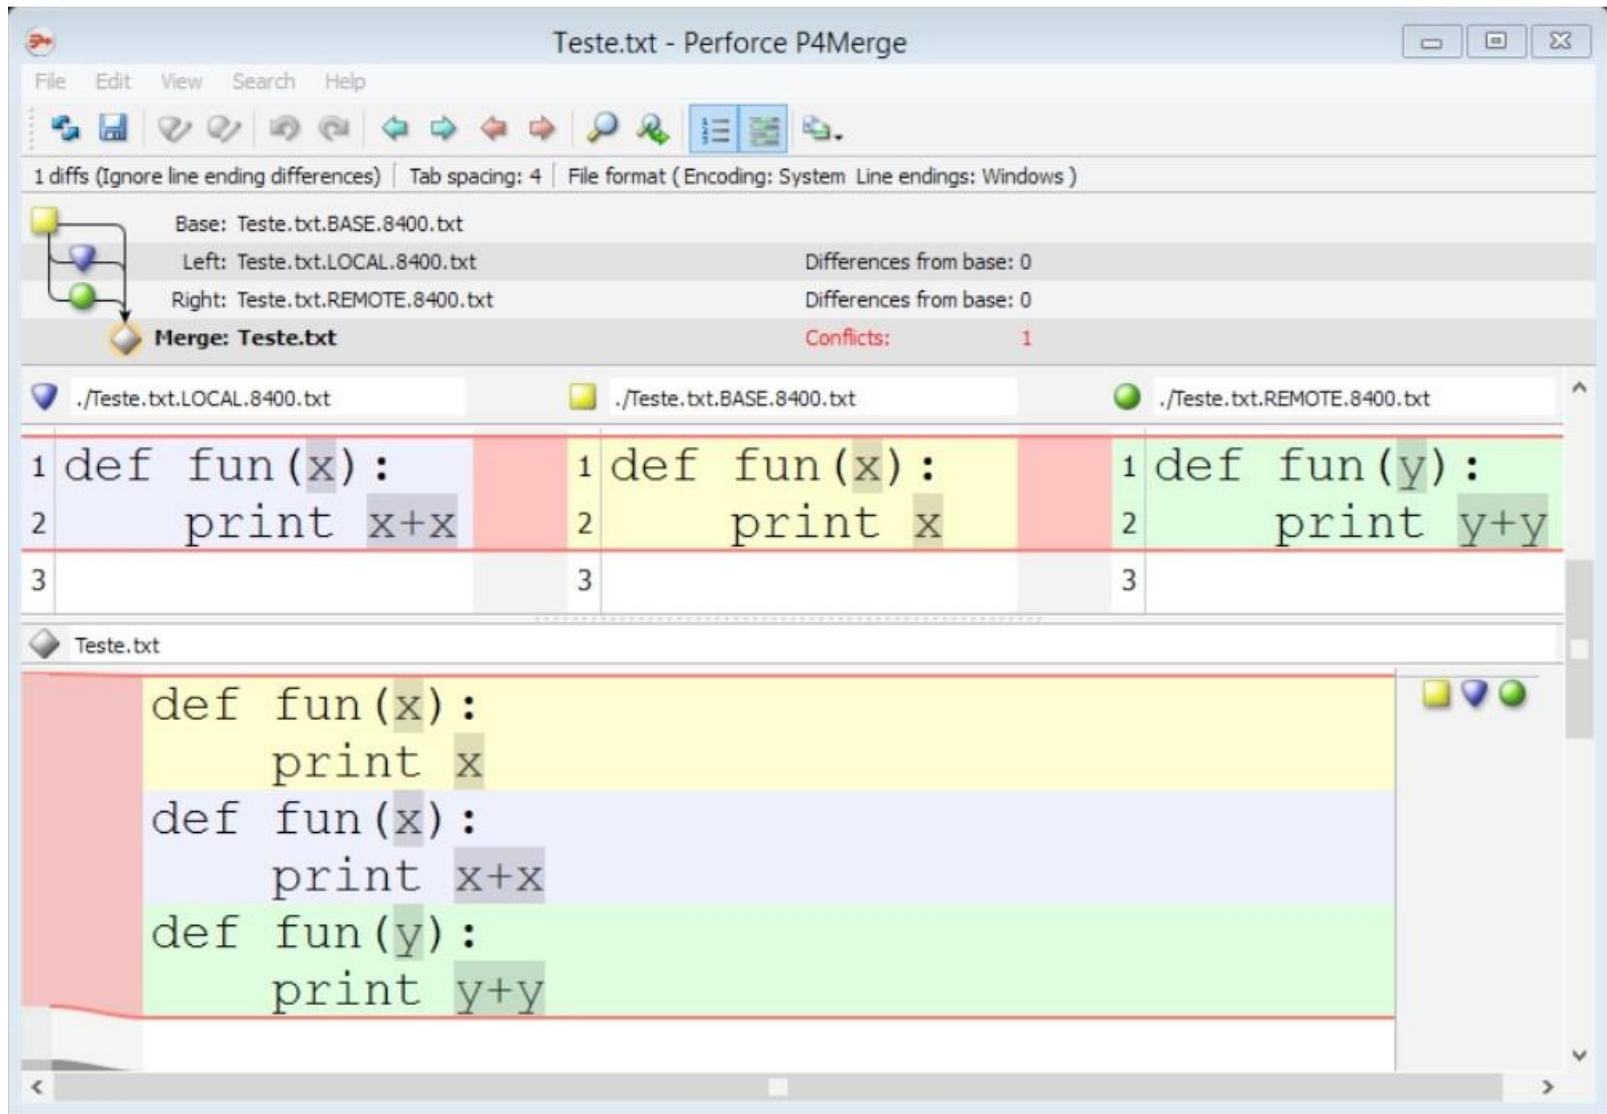 Teste.txt - Perforce P4Merge
File Edit View Search Help
1 diffs (Ignore line ending differences) Tab spacing: 4 File format ( Encoding: System Line endings: Windows )
Base: Teste.txt.BASE.8400.txt
Left: Teste.txt.LOCAL.8400.txt Differences from base: 0
Right: Teste.txt.REMOTE.8400.txt Differences from base: 0
Merge: Teste.txt Conflicts: 1
./Teste.txt.LOCAL.8400.txt ./Teste.txt.BASE.8400.txt ./Teste.txt.REMOTE.8400.txt
1 def fun(x): 1 def fun(x): 1 def fun(y):
2 print x+x 2 print x 2 print y+y
3 3 3
Teste.txt
def fun(x):
print x
def fun(x):
print x+x
def fun(y):
print y+y